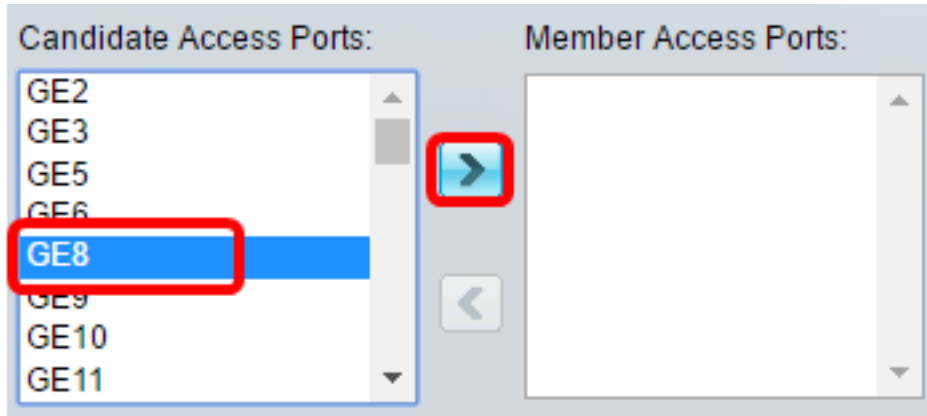 Candidate Access Ports:
Member Access Ports:
GE2
GE3
GE5
GE6
GE8
GE9
GE10
GE11